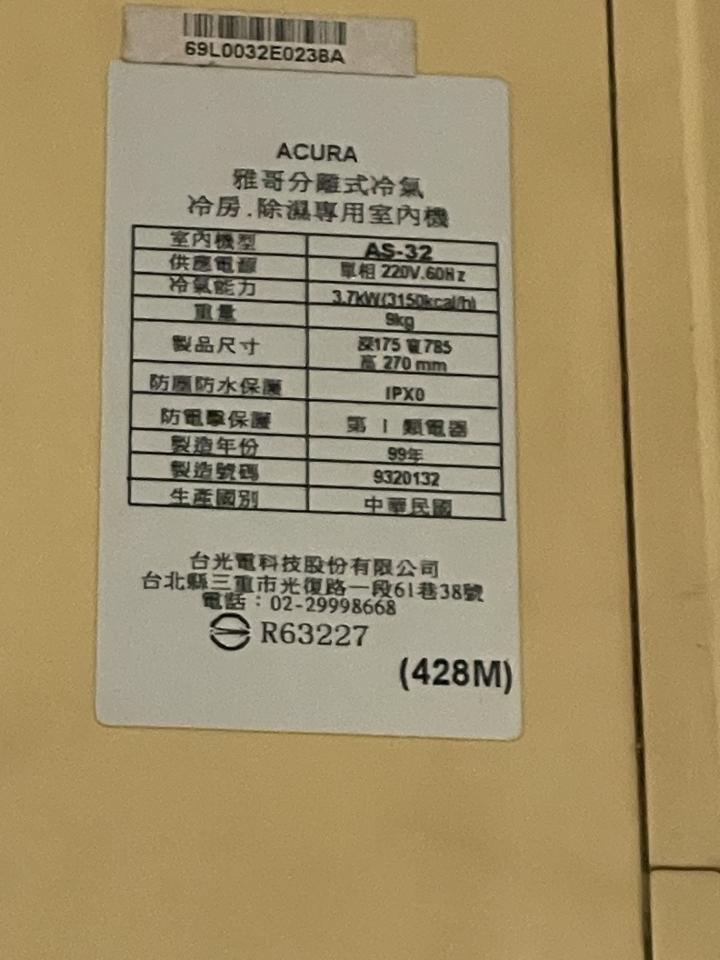 69L0032E0238A
ACURA
雅哥分離式冷氣
冷房.除濕專用室內機
室內機型 AS-32
供應電源 單相 220V.60Hz
冷氣能力 3.7kW(3150kcal/h)
重量 9kg
製品尺寸 深175 寬785
高 270 mm
防塵防水保護 IPX0
防電擊保護 第 I 類電器
製造年份 99年
製造號碼 9320132
生產國別 中華民國
台光電科技股份有限公司
台北縣三重市光復路一段61巷38號
電話：02-29998668
R63227
(428M)